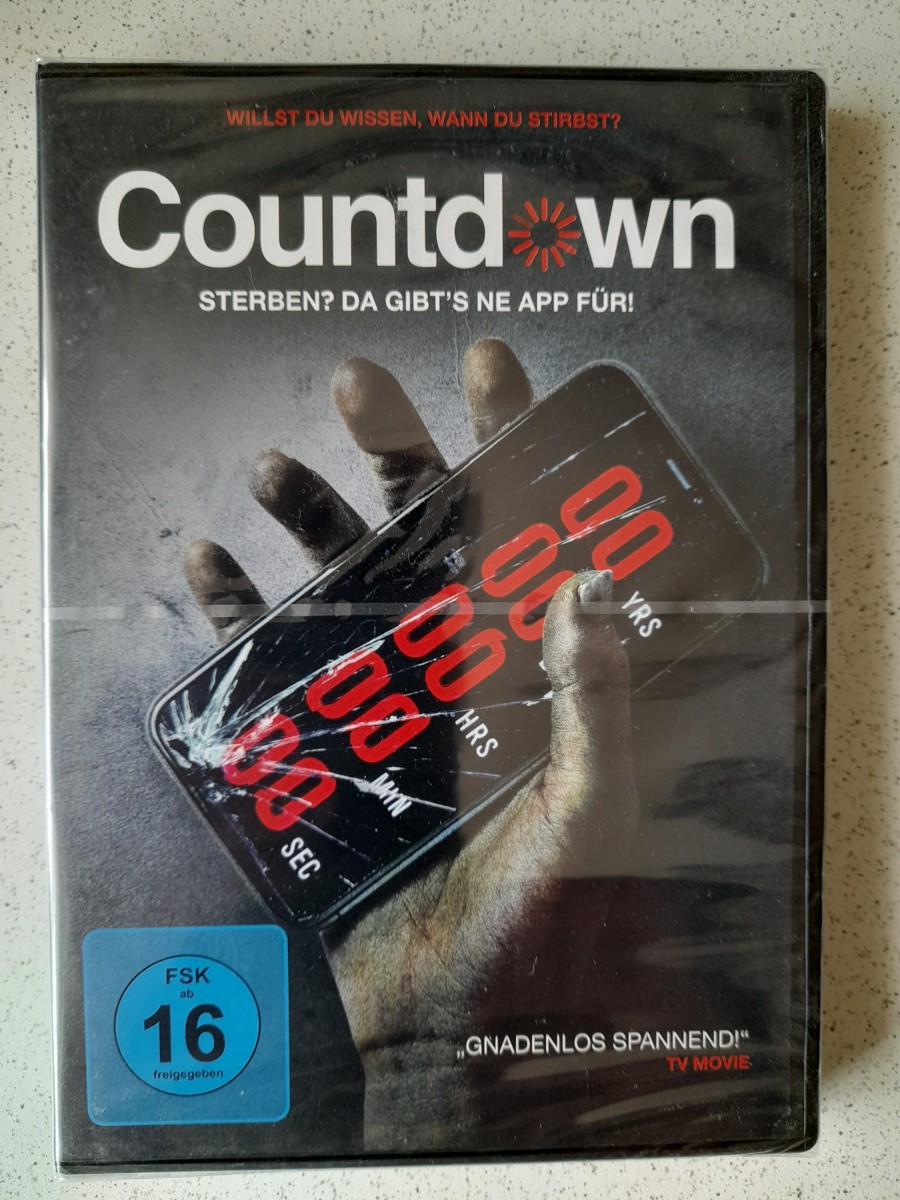 WILLST DU WISSEN, WANN DU STIRBST?
Countdown
STERBEN? DA GIBT'S NE APP FÜR!
00 YRS
00
00 HRS
00 MIN
00 SEC
FSK
ab
16
freigegeben
„GNADENLOS SPANNEND!“
TV MOVIE